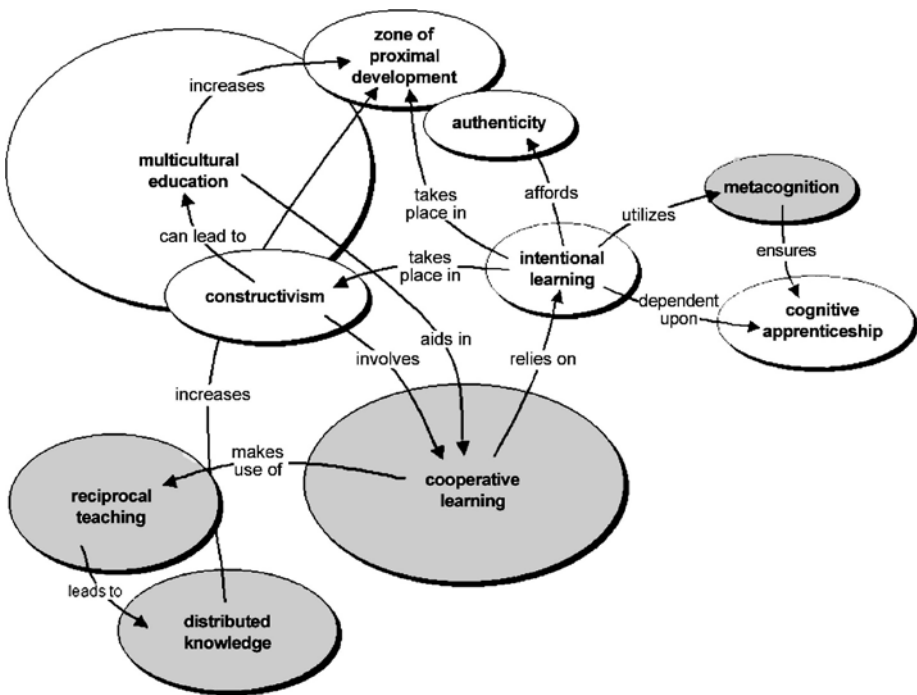 zone of
proximal
development
increases
authenticity
multicultural
education
metacognition
takes
place in
affords
utilizes
can lead to
takes
place in
intentional
learning
ensures
constructivism
dependent
upon
cognitive
apprenticeship
involves
aids in
relies on
increases
makes
use of
cooperative
learning
reciprocal
teaching
leads to
distributed
knowledge